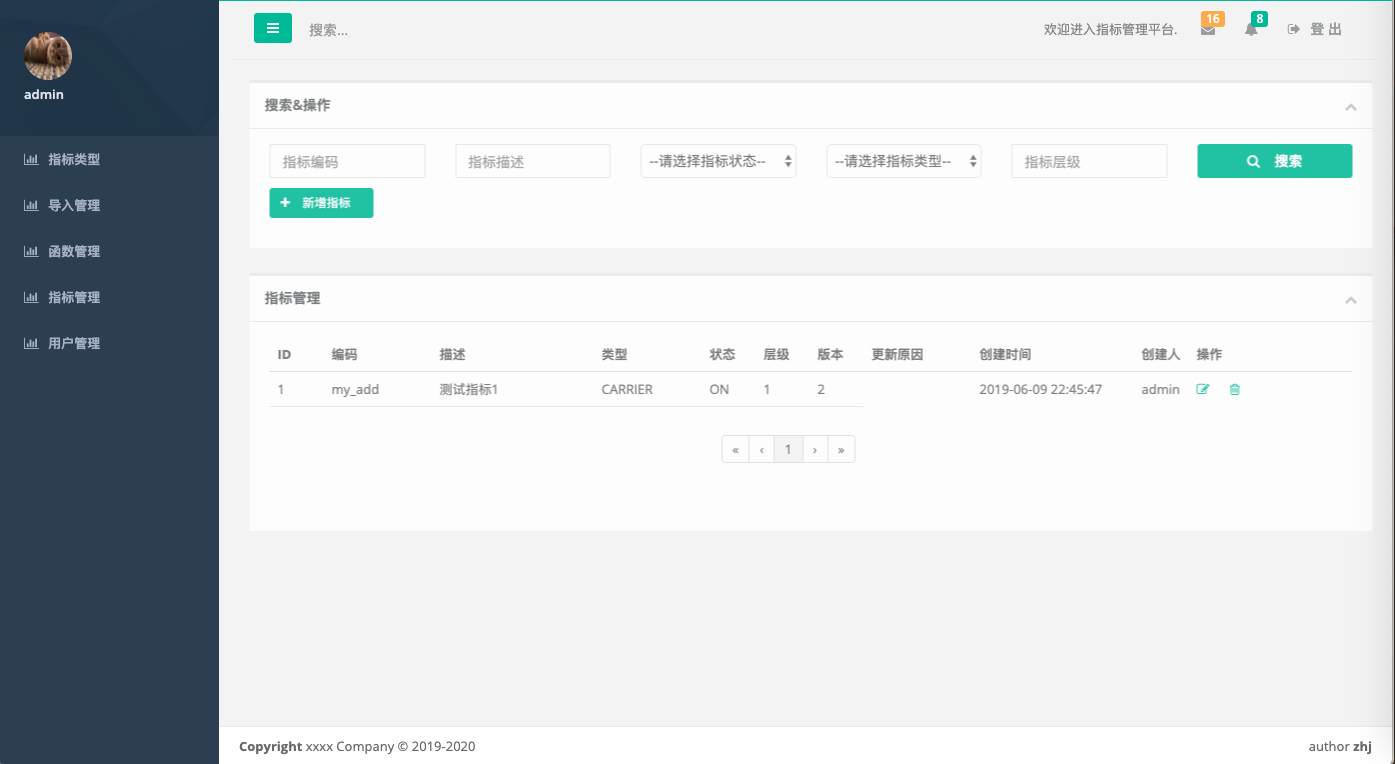 admin
指标类型
导入管理
函数管理
指标管理
用户管理
搜索... 欢迎进入指标管理平台. 16 8 登 出
搜索&操作
指标编码 指标描述 --请选择指标状态-- --请选择指标类型-- 指标层级 搜索
新增指标
指标管理
ID 编码 描述 类型 状态 层级 版本 更新原因 创建时间 创建人 操作
1 my_add 测试指标1 CARRIER ON 1 2 2019-06-09 22:45:47 admin
« ‹ 1 › »
Copyright xxxx Company © 2019-2020 author zhj